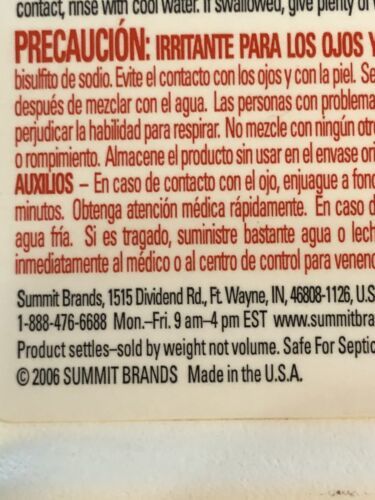 contact, rinse with cool water. If swallowed, give plenty of
PRECAUCIÓN: IRRITANTE PARA LOS OJOS Y
bisulfito de sodio. Evite el contacto con los ojos y con la piel. Se
después de mezclar con el agua. Las personas con problema
perjudicar la habilidad para respirar. No mezcle con ningún otro
o rompimiento. Almacene el producto sin usar en el envase ori
AUXILIOS – En caso de contacto con el ojo, enjuague a fond
minutos. Obtenga atención médica rápidamente. En caso d
agua fría. Si es tragado, suministre bastante agua o lech
inmediatamente al médico o al centro de control para venenc
Summit Brands, 1515 Dividend Rd., Ft. Wayne, IN, 46808-1126, U.S
1-888-476-6688 Mon.–Fri. 9 am–4 pm EST www.summitbra
Product settles–sold by weight not volume. Safe For Septic
© 2006 SUMMIT BRANDS Made in the U.S.A.